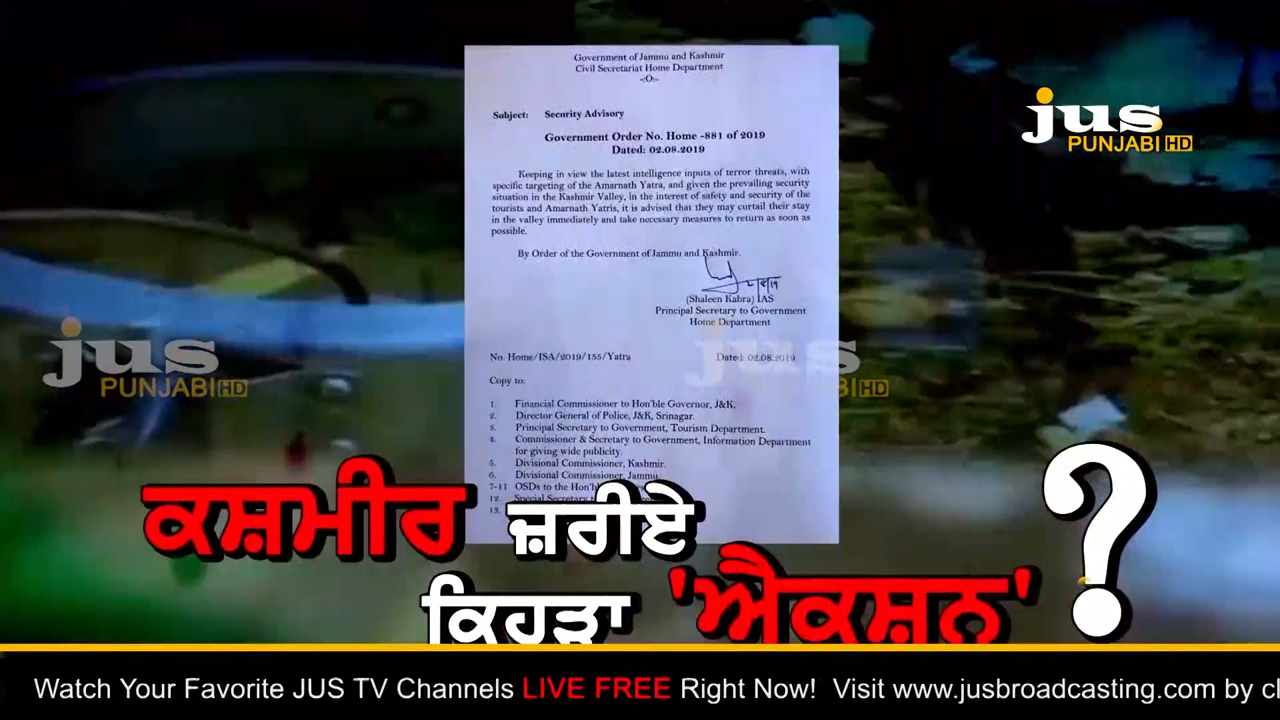 Government of Jammu and Kashmir
Civil Secretariat Home Department
-:O:-
Subject: Security Advisory
Government Order No. Home -881 of 2019
Dated: 02.08.2019
Keeping in view the latest intelligence inputs of terror threats, with
specific targeting of the Amarnath Yatra, and given the prevailing security
situation in the Kashmir Valley, in the interest of safety and security of the
tourists and Amarnath Yatris, it is advised that they may curtail their stay
in the valley immediately and take necessary measures to return as soon as
possible.
By Order of the Government of Jammu and Kashmir.
2/8/19
(Shaleen Kabra) IAS
Principal Secretary to Government
Home Department
No. Home/ISA/2019/155/Yatra Dated: 02.08.2019
Copy to:
1. Financial Commissioner to Hon'ble Governor, J&K.
2. Director General of Police, J&K, Srinagar.
3. Principal Secretary to Government, Tourism Department.
4. Commissioner & Secretary to Government, Information Department
for giving wide publicity.
5. Divisional Commissioner, Kashmir.
6. Divisional Commissioner, Jammu.
7-11 OSDs to the Hon'ble
12. Special Secretary
13.
jus
PUNJABI HD
jus
PUNJABI HD
jus
PUNJABI HD
ਕਸ਼ਮੀਰ ਜ਼ਰੀਏ
ਕਿਹੜਾ 'ਐਕਸ਼ਨ' ?
Watch Your Favorite JUS TV Channels LIVE FREE Right Now! Visit www.jusbroadcasting.com by cl